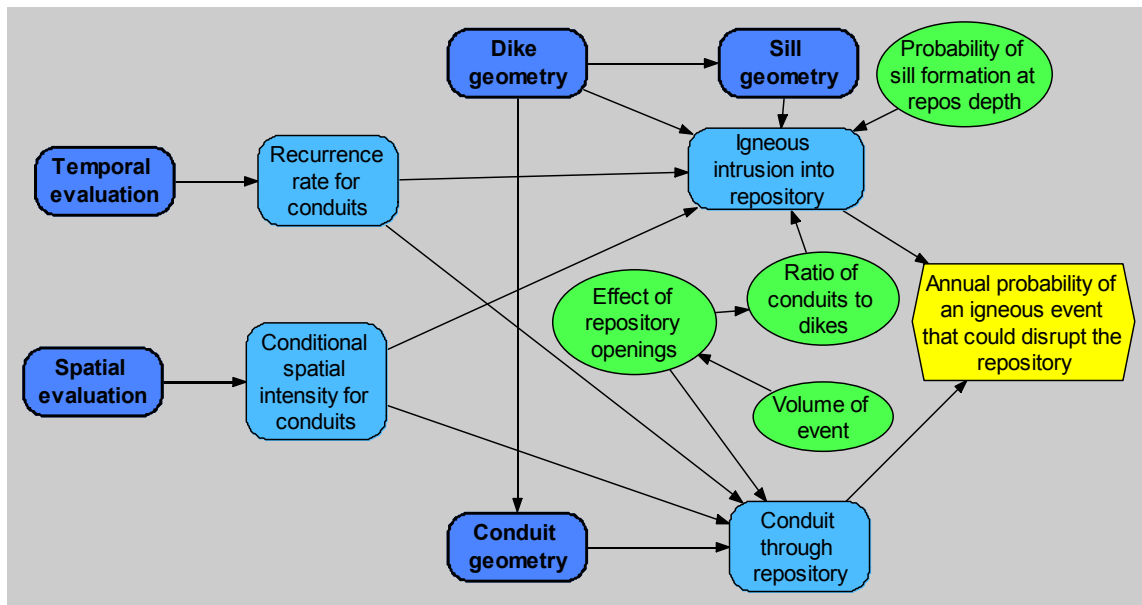 Dike
geometry
Sill
geometry
Probability of
sill formation at
repos depth
Temporal
evaluation
Recurrence
rate for
conduits
Igneous
intrusion into
repository
Effect of
repository
openings
Ratio of
conduits to
dikes
Annual probability of
an igneous event
that could disrupt the
repository
Spatial
evaluation
Conditional
spatial
intensity for
conduits
Volume of
event
Conduit
geometry
Conduit
through
repository